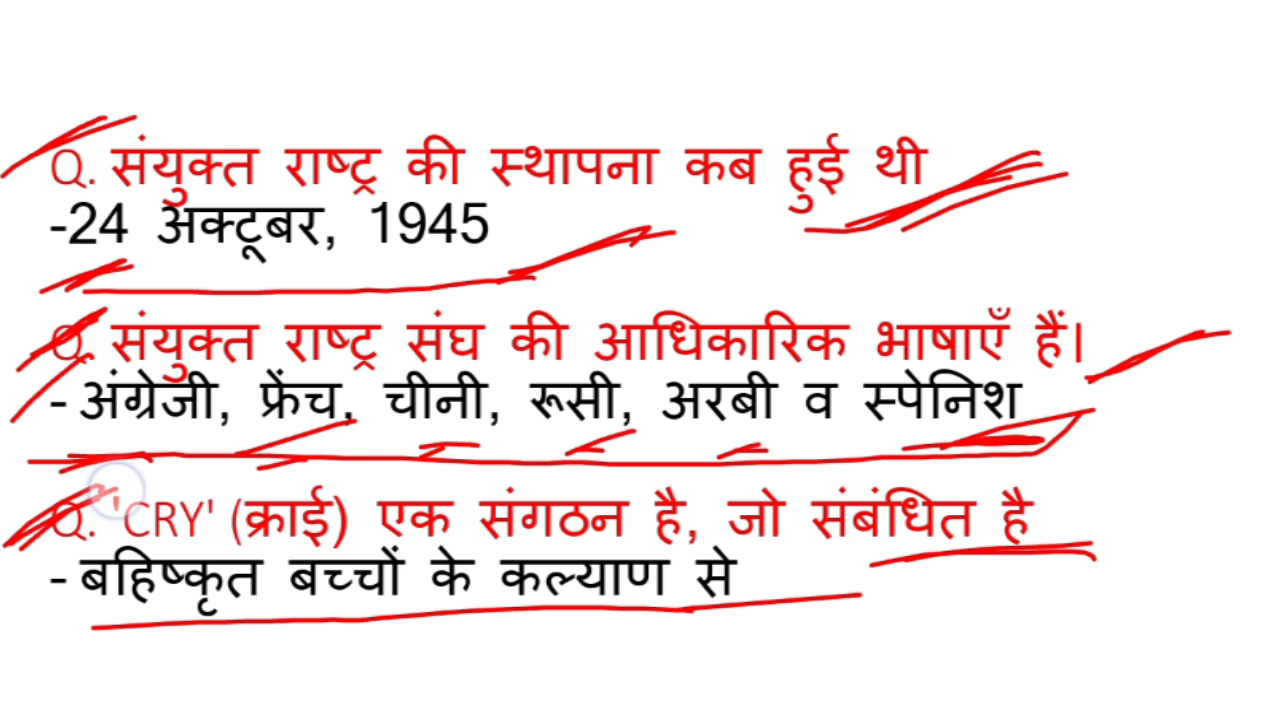 Q. संयुक्त राष्ट्र की स्थापना कब हुई थी
-24 अक्टूबर, 1945
Q. संयुक्त राष्ट्र संघ की आधिकारिक भाषाएँ हैं।
- अंग्रेजी, फ्रेंच, चीनी, रूसी, अरबी व स्पेनिश
Q. 'CRY' (क्राई) एक संगठन है, जो संबंधित है
- बहिष्कृत बच्चों के कल्याण से